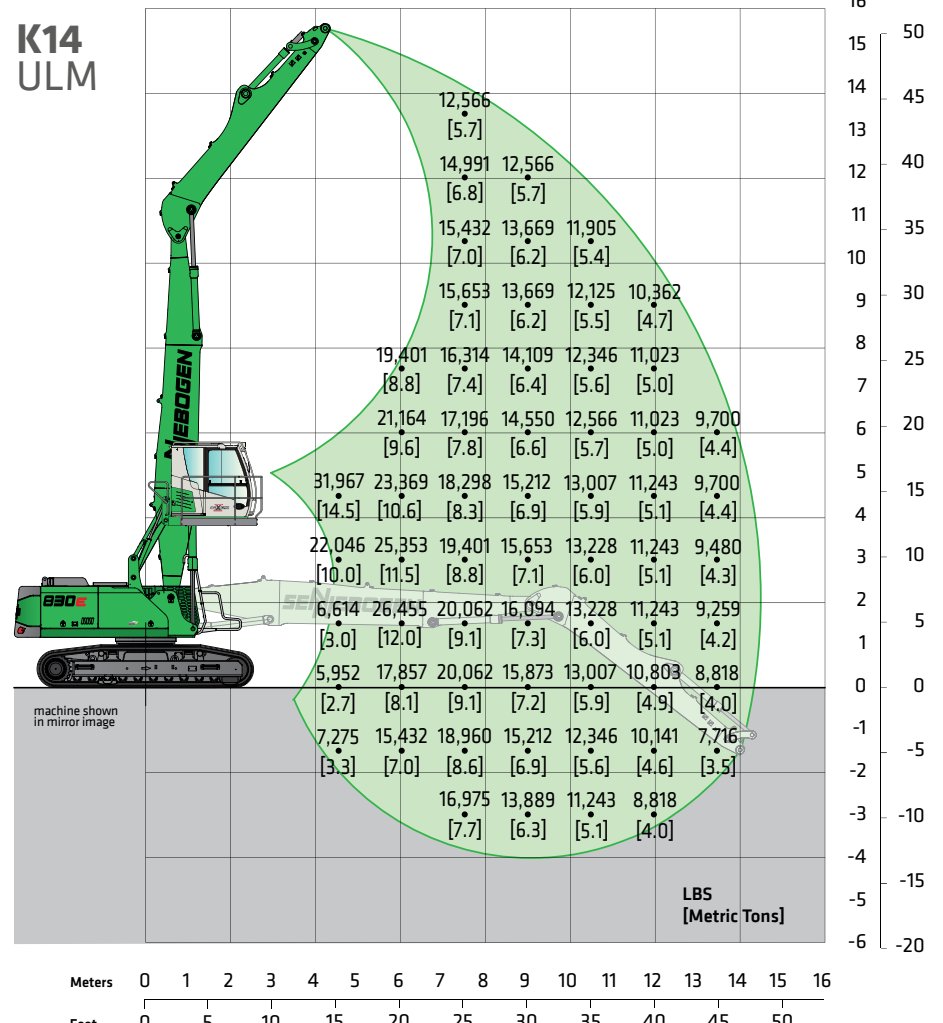 K14
ULM
16
15
14
13
12
11
10
9
8
7
6
5
4
3
2
1
0
-1
-2
-3
-4
-5
-6
50
45
40
35
30
25
20
15
10
5
0
-5
-10
-15
-20
12,566
[5.7]
14,991 12,566
[6.8] [5.7]
15,432 13,669 11,905
[7.0] [6.2] [5.4]
15,653 13,669 12,125 10,362
[7.1] [6.2] [5.5] [4.7]
19,401 16,314 14,109 12,346 11,023
[8.8] [7.4] [6.4] [5.6] [5.0]
21,164 17,196 14,550 12,566 11,023 9,700
[9.6] [7.8] [6.6] [5.7] [5.0] [4.4]
31,967 23,369 18,298 15,212 13,007 11,243 9,700
[14.5] [10.6] [8.3] [6.9] [5.9] [5.1] [4.4]
22,046 25,353 19,401 15,653 13,228 11,243 9,480
[10.0] [11.5] [8.8] [7.1] [6.0] [5.1] [4.3]
6,614 26,455 20,062 16,094 13,228 11,243 9,259
[3.0] [12.0] [9.1] [7.3] [6.0] [5.1] [4.2]
5,952 17,857 20,062 15,873 13,007 10,803 8,818
[2.7] [8.1] [9.1] [7.2] [5.9] [4.9] [4.0]
7,275 15,432 18,960 15,212 12,346 10,141 7,716
[3.3] [7.0] [8.6] [6.9] [5.6] [4.6] [3.5]
16,975 13,889 11,243 8,818
[7.7] [6.3] [5.1] [4.0]
830E
machine shown
in mirror image
LBS
[Metric Tons]
Meters 0 1 2 3 4 5 6 7 8 9 10 11 12 13 14 15 16
Feet 0 5 10 15 20 25 30 35 40 45 50